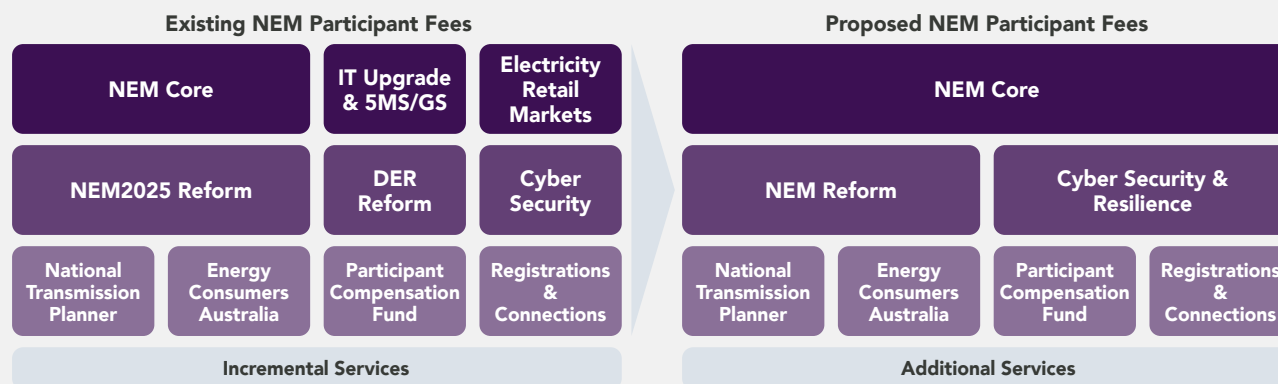 Existing NEM Participant Fees
NEM Core
IT Upgrade
& 5MS/GS
Electricity
Retail
Markets
NEM2025 Reform
DER
Reform
Cyber
Security
National
Transmission
Planner
Energy
Consumers
Australia
Participant
Compensation
Fund
Registrations
&
Connections
Incremental Services
Proposed NEM Participant Fees
NEM Core
NEM Reform
Cyber Security &
Resilience
National
Transmission
Planner
Energy
Consumers
Australia
Participant
Compensation
Fund
Registrations
&
Connections
Additional Services